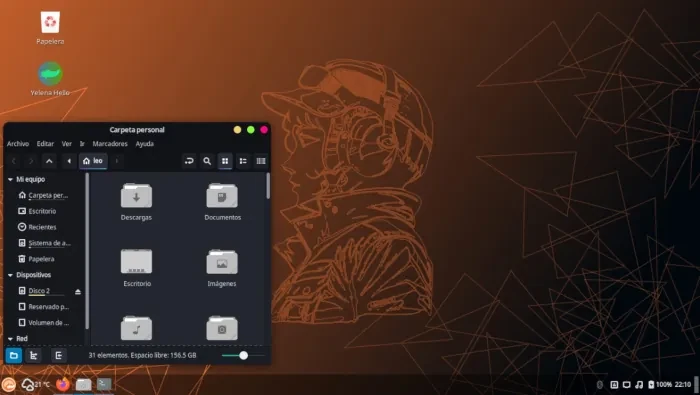 Papelera
Yelena Hello
Carpeta personal
Archivo Editar Ver Ir Marcadores Ayuda
leo
Mi equipo
Carpeta per...
Escritorio
Recientes
Sistema de a...
Papelera
Dispositivos
Disco 2
Reservado p...
Volumen de ...
Red
Descargas
Documentos
Escritorio
Imágenes
31 elementos. Espacio libre: 156.5 GB
21 °C
100% 22:10